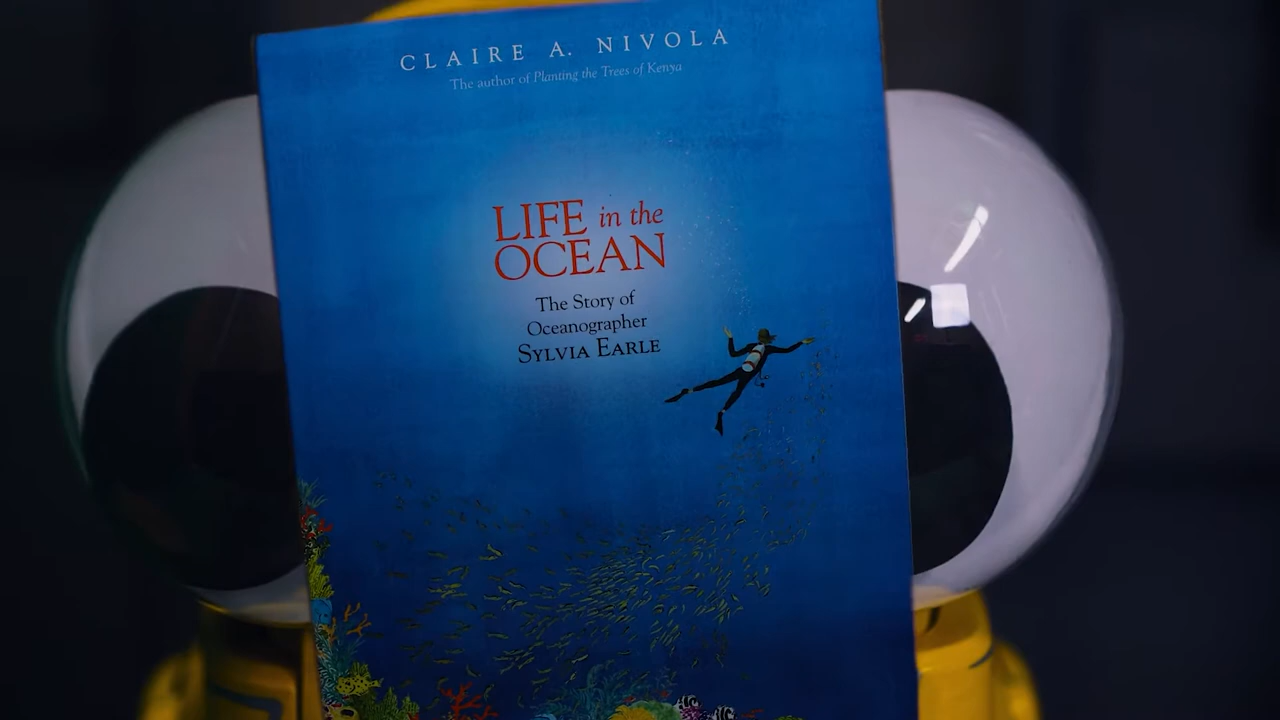 CLAIRE A. NIVOLA
The author of Planting the Trees of Kenya
LIFE in the
OCEAN
The Story of
Oceanographer
SYLVIA EARLE